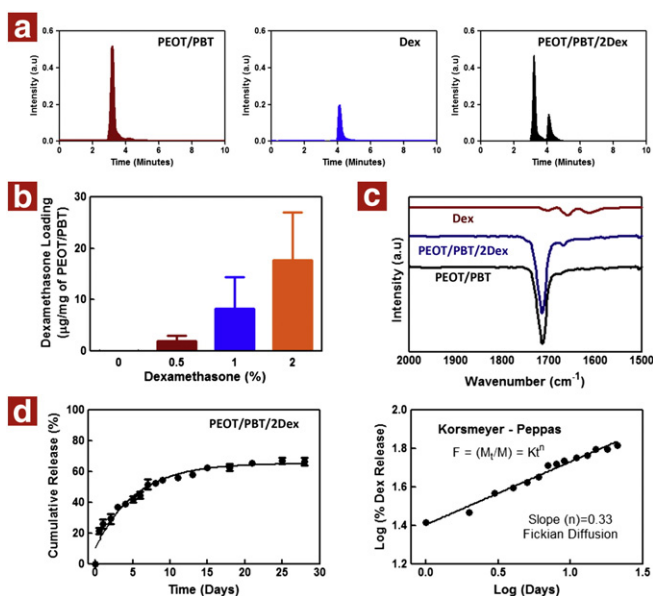 a
PEOT/PBT
Dex
PEOT/PBT/2Dex
Intensity (a.u)
0.6
0.4
0.2
0.0
0 2 4 6 8 10
Time (Minutes)
Intensity (a.u)
0.6
0.4
0.2
0.0
0 2 4 6 8 10
Time (Minutes)
Intensity (a.u)
0.6
0.4
0.2
0.0
0 2 4 6 8 10
Time (Minutes)
b
Dexamethasone Loading
(µg/mg of PEOT/PBT)
30
20
10
0
0 0.5 1 2
Dexamethasone (%)
c
Intensity (a.u)
Dex
PEOT/PBT/2Dex
PEOT/PBT
2000 1900 1800 1700 1600 1500
Wavenumber (cm-1)
d
Cumulative Release (%)
100
80
60
40
20
0
PEOT/PBT/2Dex
0 5 10 15 20 25 30
Time (Days)
Log (% Dex Release)
2.0
1.8
1.6
1.4
1.2
Korsmeyer - Peppas
F = (Mt/M) = Ktn
Slope (n)=0.33
Fickian Diffusion
0.0 0.5 1.0 1.5
Log (Days)